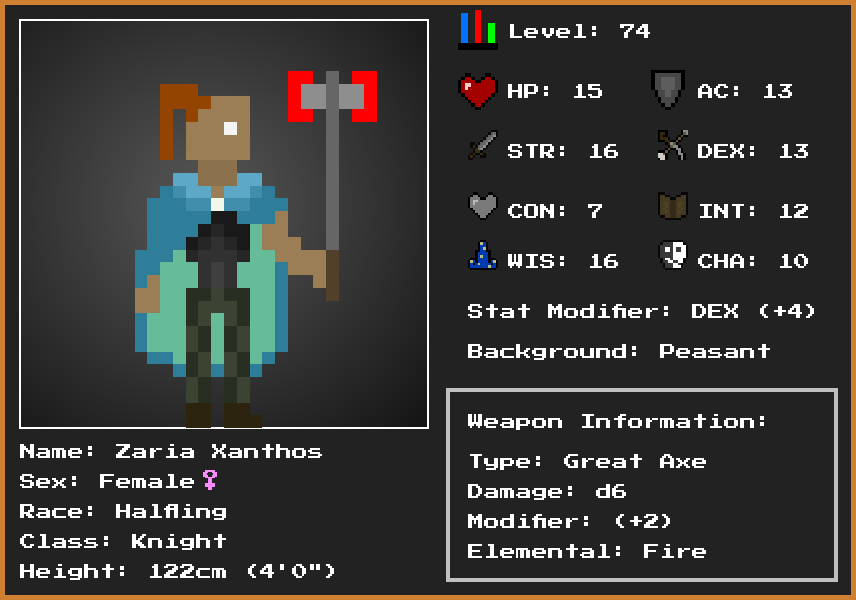 Level: 74
HP: 15 AC: 13
STR: 16 DEX: 13
CON: 7 INT: 12
WIS: 16 CHA: 10
Stat Modifier: DEX (+4)
Background: Peasant
Weapon Information:
Type: Great Axe
Damage: d6
Modifier: (+2)
Elemental: Fire
Name: Zaria Xanthos
Sex: Female♀
Race: Halfling
Class: Knight
Height: 122cm (4'0")